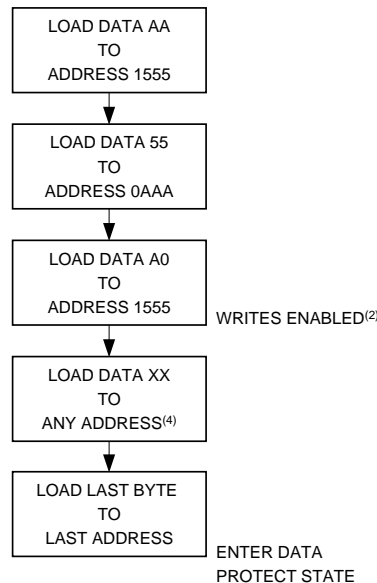 LOAD DATA AA
TO
ADDRESS 1555
LOAD DATA 55
TO
ADDRESS 0AAA
LOAD DATA A0
TO
ADDRESS 1555
WRITES ENABLED(2)
LOAD DATA XX
TO
ANY ADDRESS(4)
LOAD LAST BYTE
TO
LAST ADDRESS
ENTER DATA
PROTECT STATE